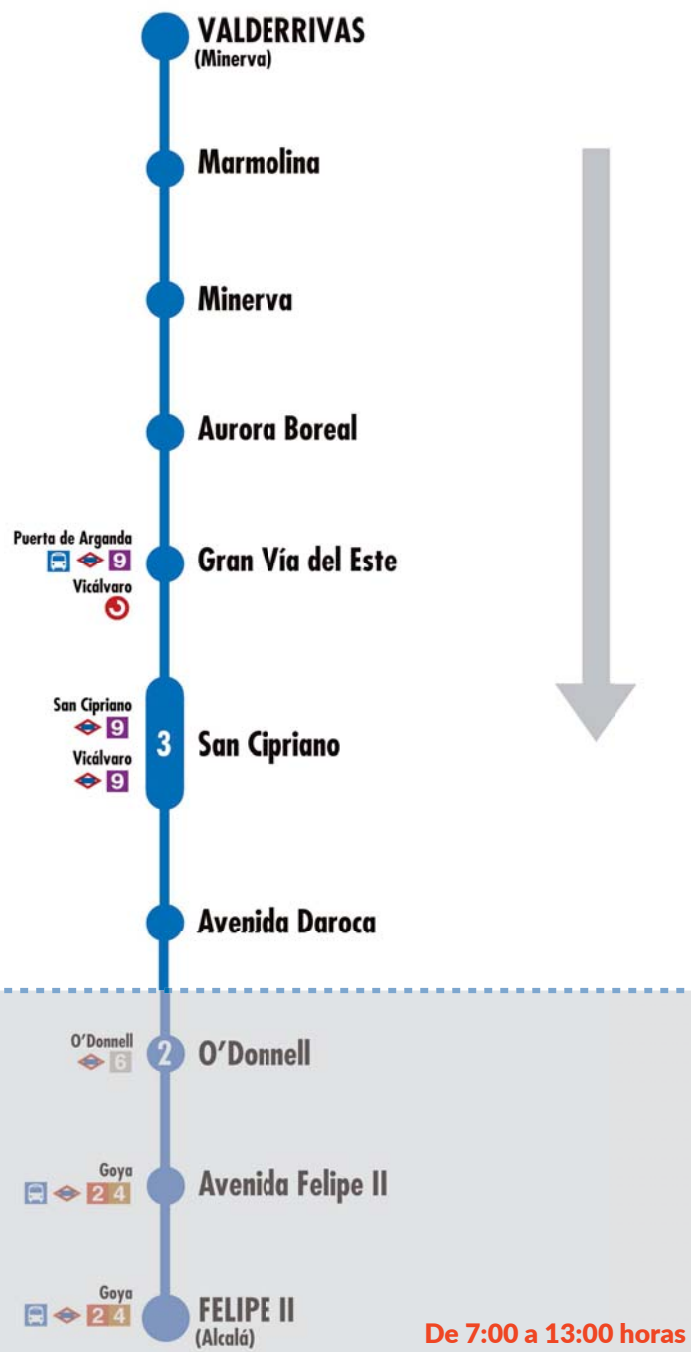 VALDERRIVAS
(Minerva)
Marmolina
Minerva
Aurora Boreal
Puerta de Arganda
9
Vicálvaro
Gran Vía del Este
San Cipriano
9
Vicálvaro
9
3
San Cipriano
Avenida Daroca
O'Donnell
6
2
O'Donnell
Goya
2 4
Avenida Felipe II
Goya
2 4
FELIPE II
(Alcalá)
De 7:00 a 13:00 horas